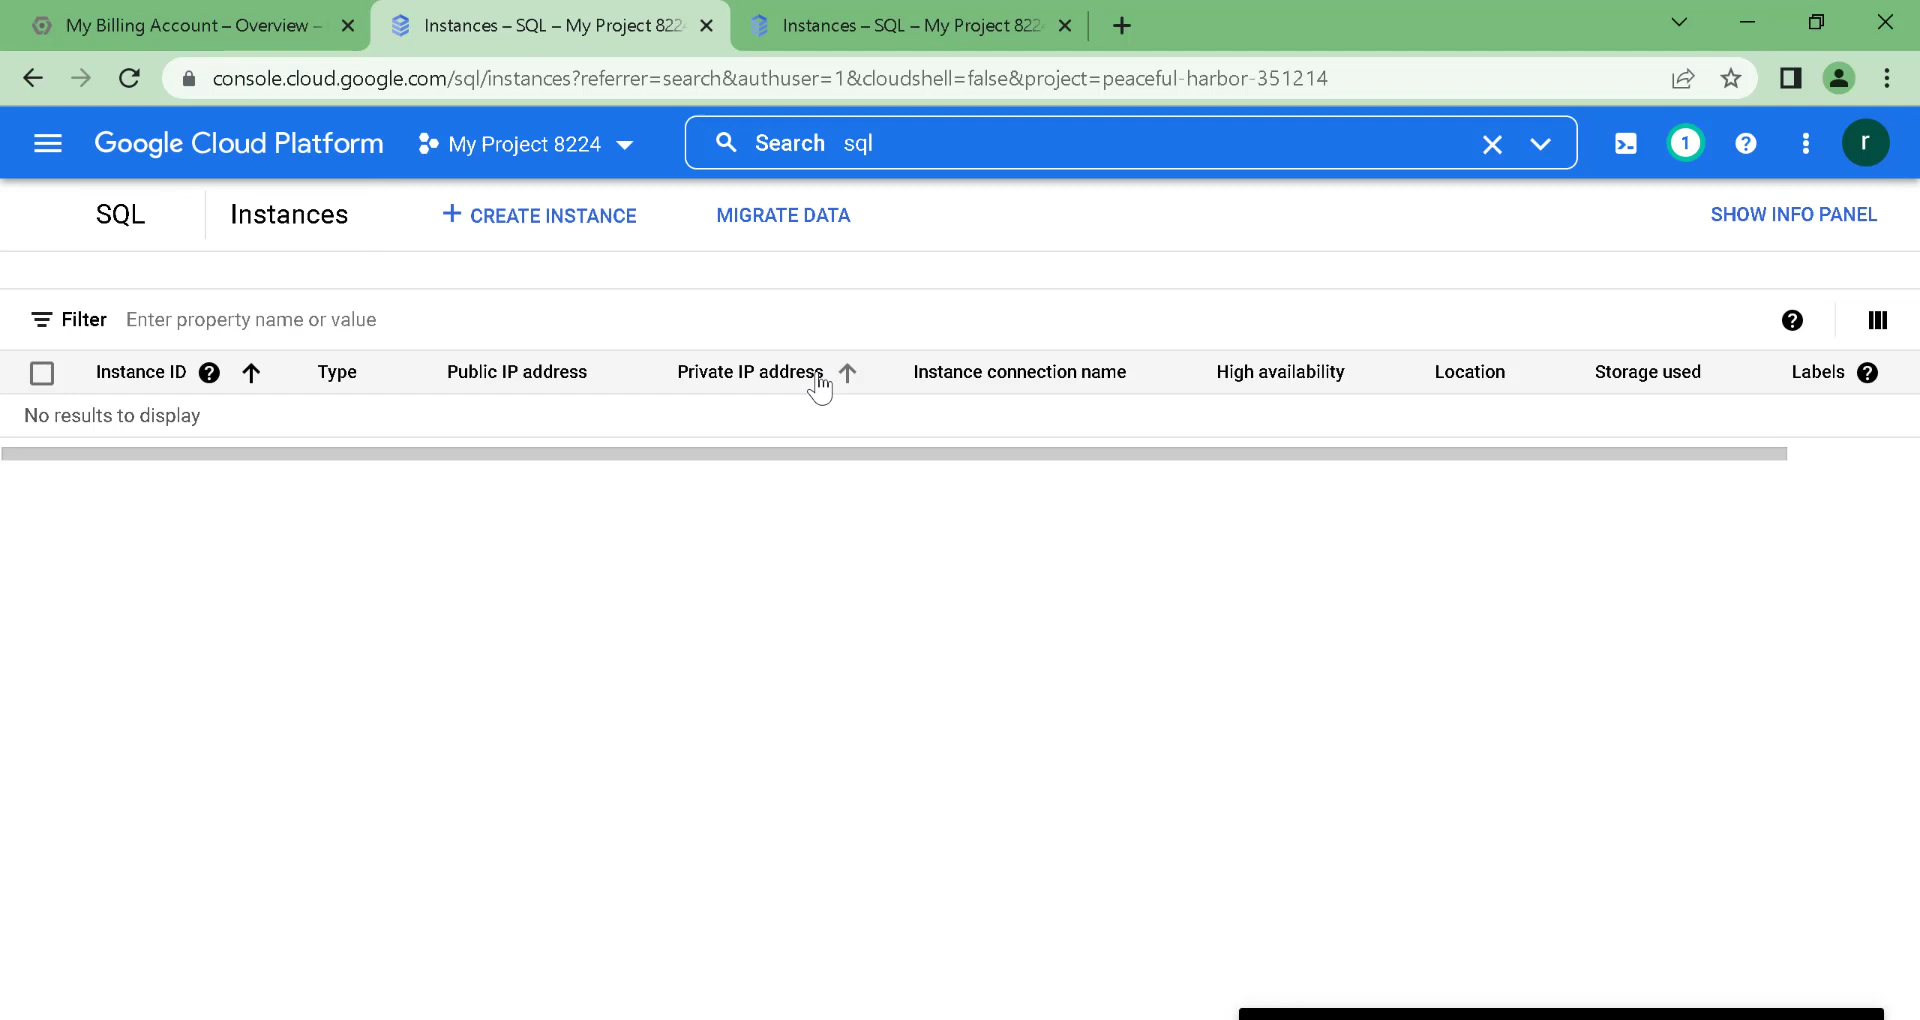 My Billing Account – Overview –
Instances – SQL – My Project 822
Instances – SQL – My Project 822
console.cloud.google.com/sql/instances?referrer=search&authuser=1&cloudshell=false&project=peaceful-harbor-351214
Google Cloud Platform
My Project 8224
Search sql
1
r
SQL
Instances
CREATE INSTANCE
MIGRATE DATA
SHOW INFO PANEL
Filter Enter property name or value
Instance ID Type Public IP address Private IP address Instance connection name High availability Location Storage used Labels
No results to display